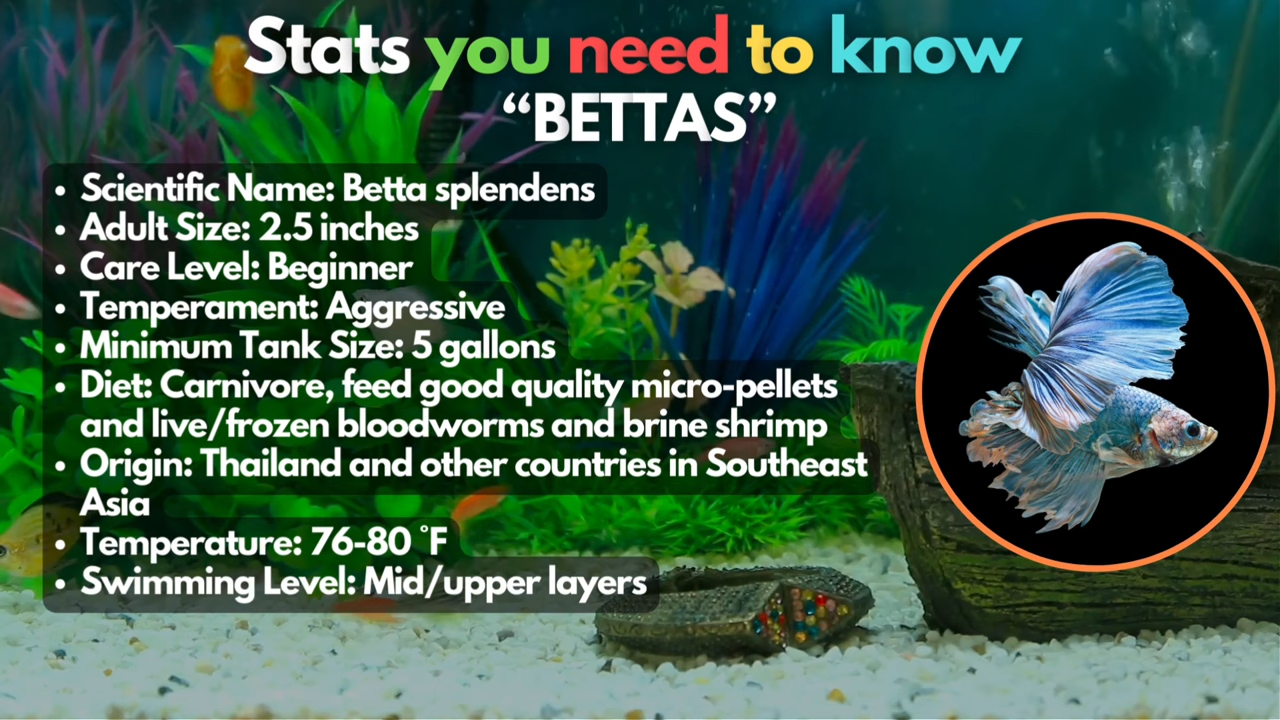 Stats you need to know
“BETTAS”
• Scientific Name: Betta splendens
• Adult Size: 2.5 inches
• Care Level: Beginner
• Temperament: Aggressive
• Minimum Tank Size: 5 gallons
• Diet: Carnivore, feed good quality micro-pellets
and live/frozen bloodworms and brine shrimp
• Origin: Thailand and other countries in Southeast
Asia
• Temperature: 76-80 °F
• Swimming Level: Mid/upper layers